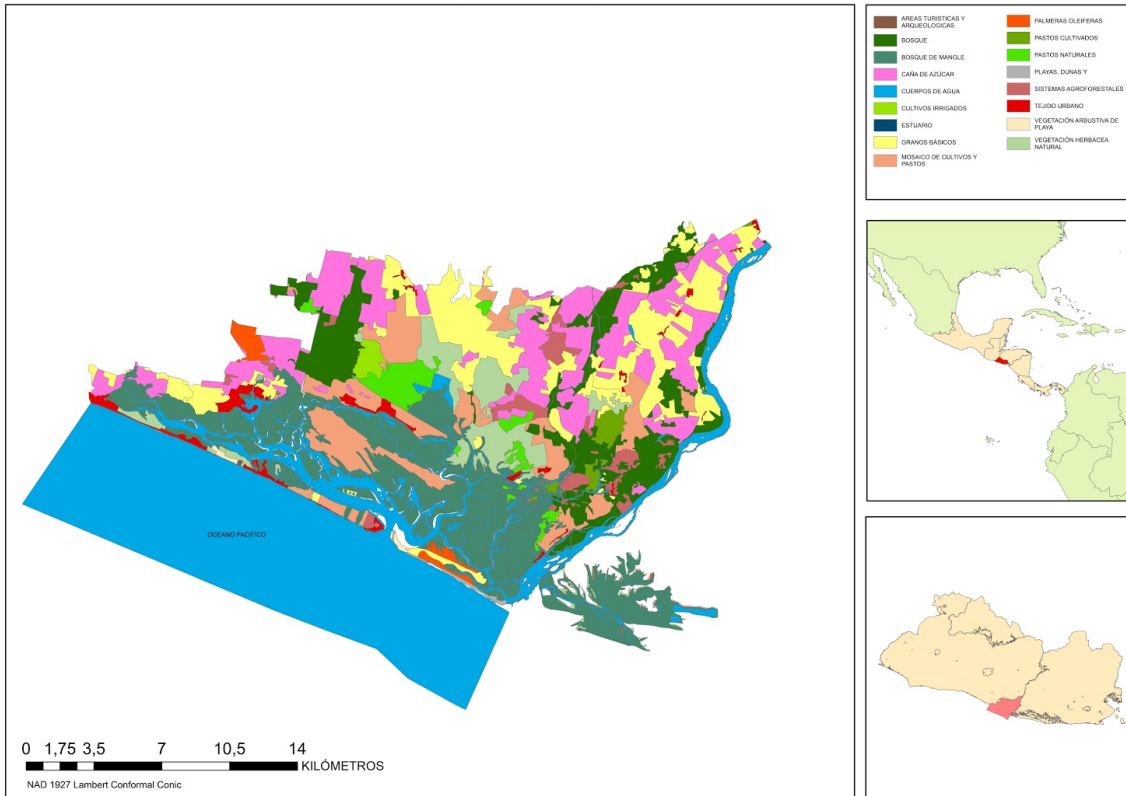 AREAS TURISTICAS Y
ARQUEOLOGICAS
BOSQUE
BOSQUE DE MANGLE
CAÑA DE AZÚCAR
CUERPOS DE AGUA
CULTIVOS IRRIGADOS
ESTUARIO
GRANOS BÁSICOS
MOSAICO DE CULTIVOS Y
PASTOS
PALMERAS OLEIFERAS
PASTOS CULTIVADOS
PASTOS NATURALES
PLAYAS, DUNAS Y
SISTEMAS AGROFORESTALES
TEJIDO URBANO
VEGETACIÓN ARBUSTIVA DE
PLAYA
VEGETACIÓN HERBÁCEA
NATURAL
OCEANO PACIFICO
0 1,75 3,5 7 10,5 14
KILÓMETROS
NAD 1927 Lambert Conformal Conic